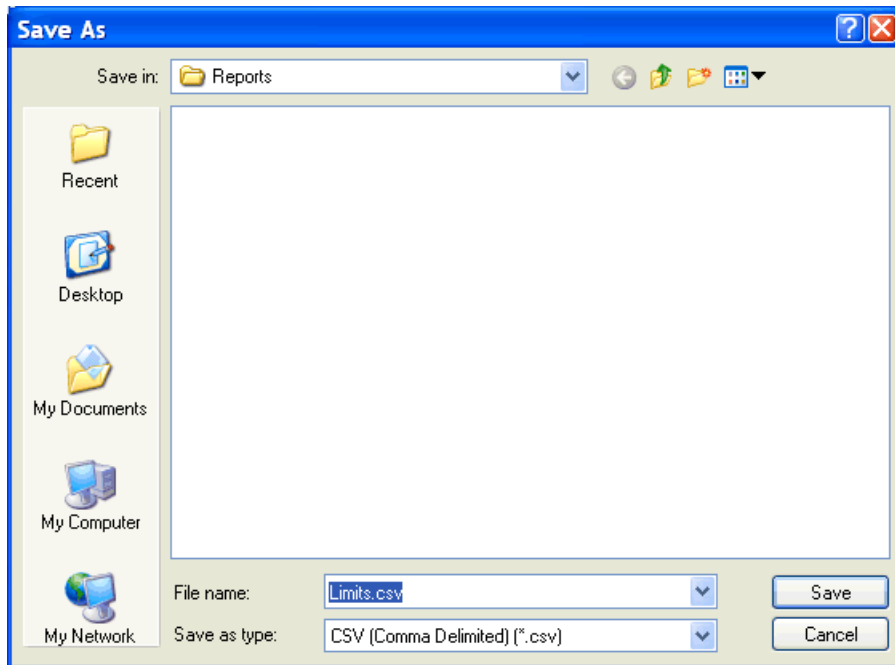 Save As
Save in: Reports
Recent
Desktop
My Documents
My Computer
My Network
File name: Limits.csv Save
Save as type: CSV (Comma Delimited) (*.csv) Cancel